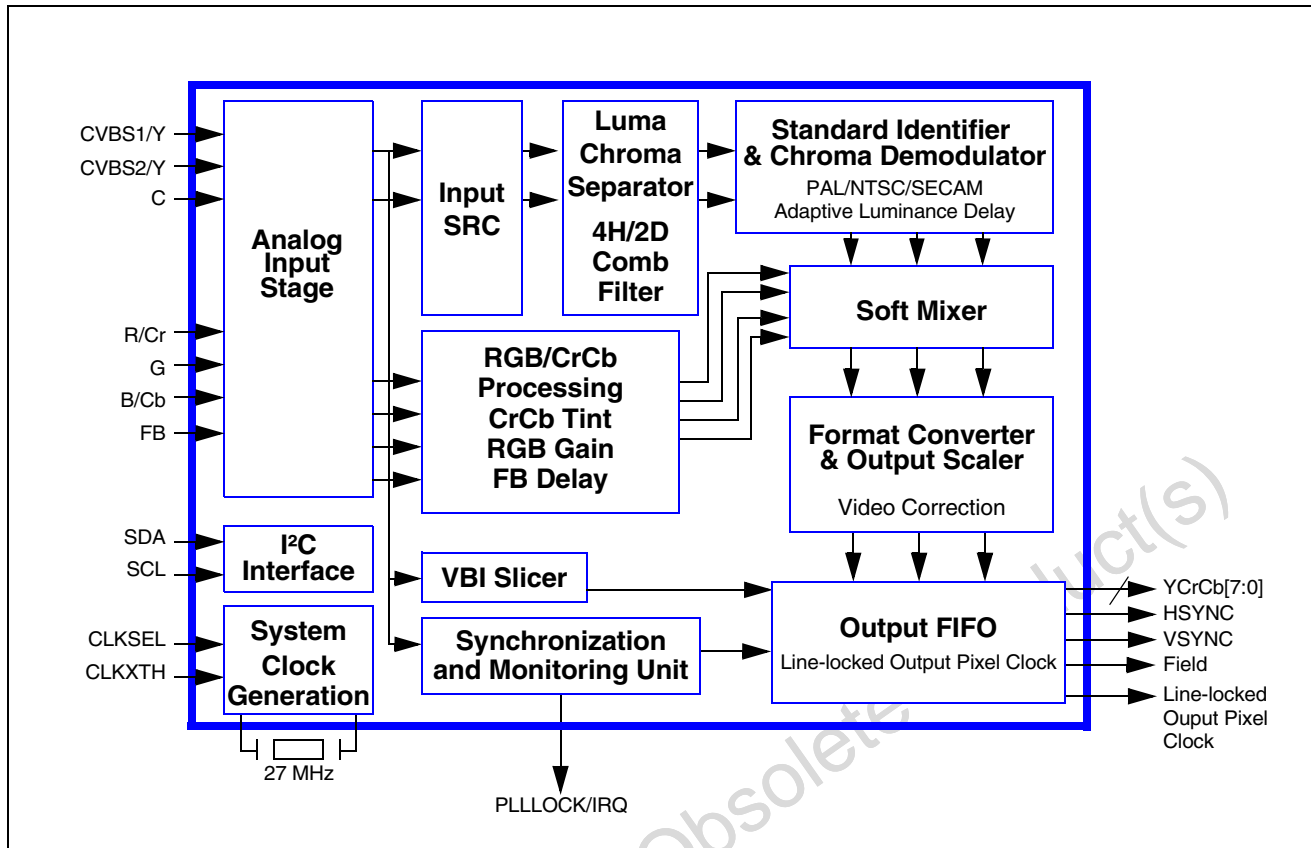 CVBS1/Y
CVBS2/Y
C
R/Cr
G
B/Cb
FB
SDA
SCL
CLKSEL
CLKXTH
Analog
Input
Stage
I²C
Interface
System
Clock
Generation
27 MHz
Input
SRC
Luma
Chroma
Separator
4H/2D
Comb
Filter
Standard Identifier
& Chroma Demodulator
PAL/NTSC/SECAM
Adaptive Luminance Delay
RGB/CrCb
Processing
CrCb Tint
RGB Gain
FB Delay
Soft Mixer
Format Converter
& Output Scaler
Video Correction
VBI Slicer
Synchronization
and Monitoring Unit
PLLLOCK/IRQ
Output FIFO
Line-locked Output Pixel Clock
YCrCb[7:0]
HSYNC
VSYNC
Field
Line-locked
Ouput Pixel
Clock
Obsolete
uct(s)